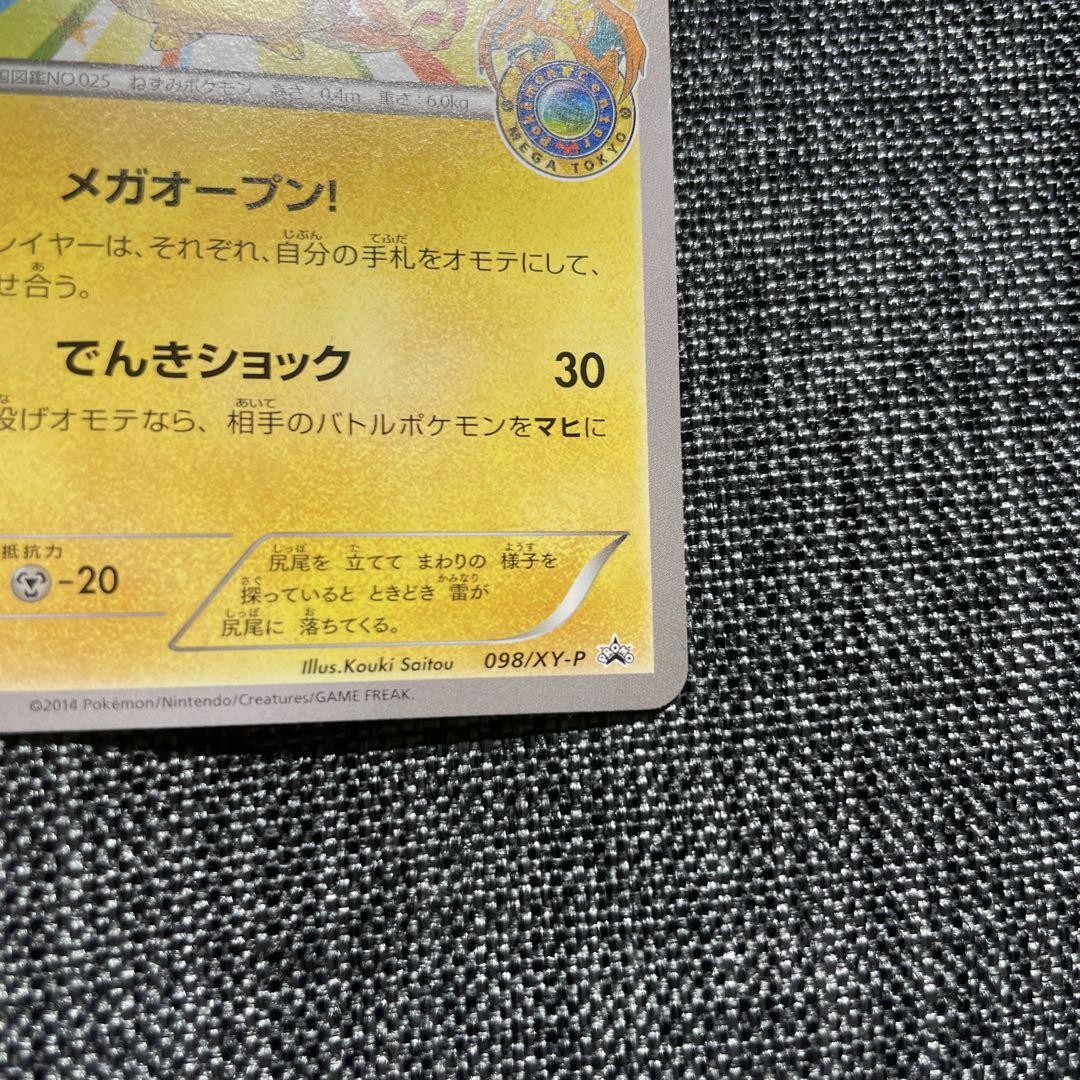 国図鑑NO.025 ねずみポケモン 高さ:0.4m 重さ:6.0kg
Pokémon Center
MEGA TOKYO
メガオープン!
レイヤーは、それぞれ、自分の手札をオモテにして、
せ合う。
でんきショック 30
投げオモテなら、相手のバトルポケモンをマヒに
抵抗力
-20
尻尾を 立てて まわりの 様子を
探っていると ときどき 雷が
尻尾に 落ちてくる。
Illus.Kouki Saitou 098/XY-P PROMO
©2014 Pokémon/Nintendo/Creatures/GAME FREAK.